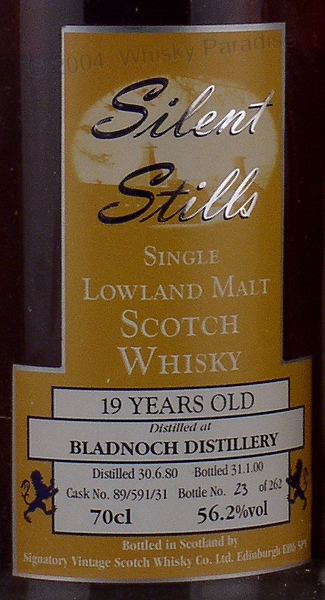 © 2004 Whisky Paradise
Silent
Stills
SINGLE
LOWLAND MALT
SCOTCH
WHISKY
19 YEARS OLD
Distilled at
BLADNOCH DISTILLERY
Distilled 30.6.80 Bottled 31.1.00
Cask No. 89/591/31 Bottle No. 23 of 262
70cl 56.2%vol
Bottled in Scotland by
Signatory Vintage Scotch Whisky Co. Ltd. Edinburgh EH6 5PY